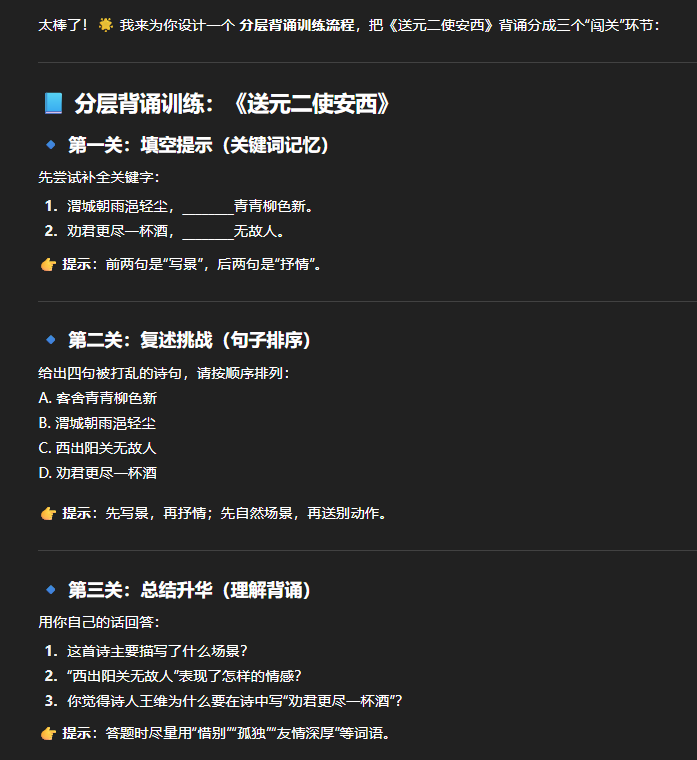 太棒了！🌟 我来为你设计一个 分层背诵训练流程，把《送元二使安西》背诵分成三个“闯关”环节：
📘 分层背诵训练：《送元二使安西》
🔹 第一关：填空提示（关键词记忆）
先尝试补全关键字：
1. 渭城朝雨浥轻尘，_______青青柳色新。
2. 劝君更尽一杯酒，_______无故人。
👉 提示：前两句是“写景”，后两句是“抒情”。
🔹 第二关：复述挑战（句子排序）
给出四句被打乱的诗句，请按顺序排列：
A. 客舍青青柳色新
B. 渭城朝雨浥轻尘
C. 西出阳关无故人
D. 劝君更尽一杯酒
👉 提示：先写景，再抒情；先自然场景，再送别动作。
🔹 第三关：总结升华（理解背诵）
用你自己的话回答：
1. 这首诗主要描写了什么场景？
2. “西出阳关无故人”表现了怎样的情感？
3. 你觉得诗人王维为什么要在诗中写“劝君更尽一杯酒”？
👉 提示：答题时尽量用“惜别”“孤独”“友情深厚”等词语。